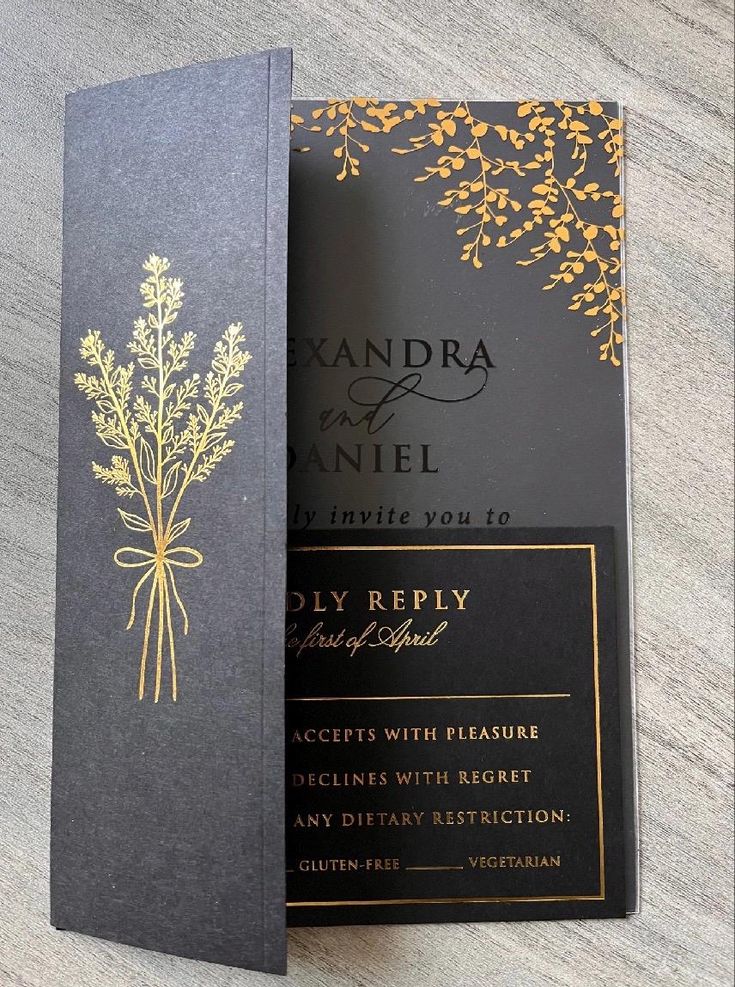 EXANDRA
and
DANIEL
ly invite you to
DLY REPLY
e first of April
ACCEPTS WITH PLEASURE
DECLINES WITH REGRET
ANY DIETARY RESTRICTION:
GLUTEN-FREE ______ VEGETARIAN